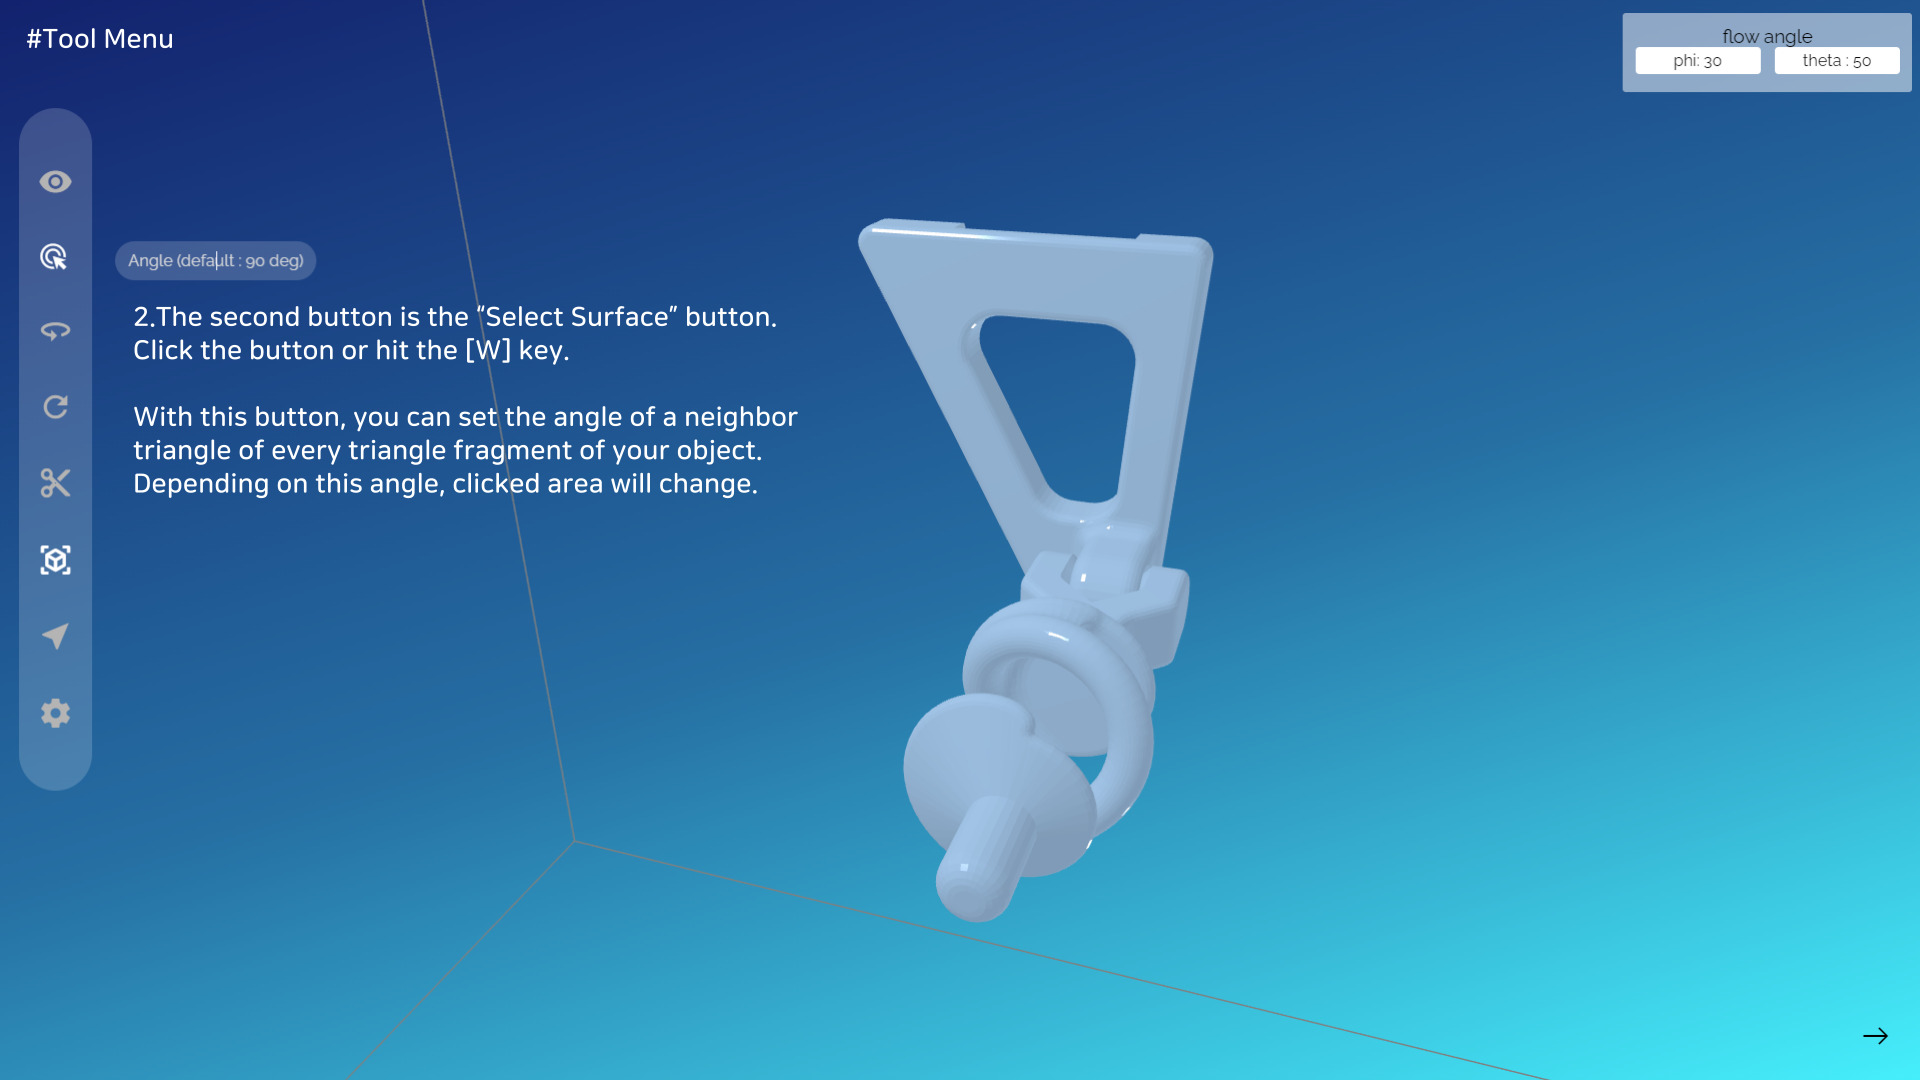 #Tool Menu
flow angle
phi: 30
theta : 50
Angle (default : 90 deg)
2.The second button is the “Select Surface” button.
Click the button or hit the [W] key.
With this button, you can set the angle of a neighbor
triangle of every triangle fragment of your object.
Depending on this angle, clicked area will change.